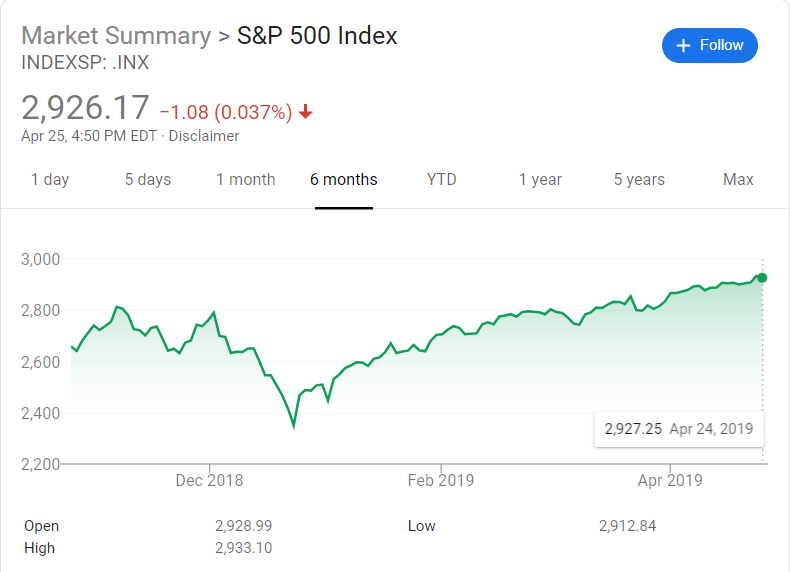 Market Summary > S&P 500 Index
INDEXSP: .INX
+ Follow
2,926.17 −1.08 (0.037%)
Apr 25, 4:50 PM EDT · Disclaimer
1 day 5 days 1 month 6 months YTD 1 year 5 years Max
3,000
2,800
2,600
2,400
2,200
2,927.25 Apr 24, 2019
Dec 2018 Feb 2019 Apr 2019
Open 2,928.99 Low 2,912.84
High 2,933.10